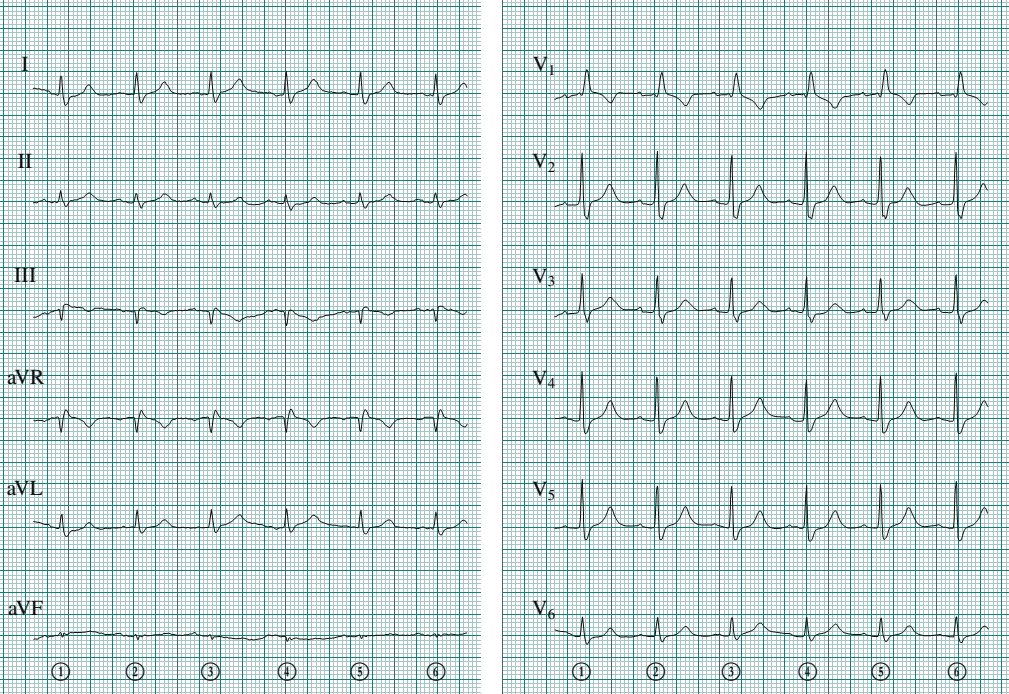 I
II
III
aVR
aVL
aVF
① ② ③ ④ ⑤ ⑥
V₁
V₂
V₃
V₄
V₅
V₆
① ② ③ ④ ⑤ ⑥